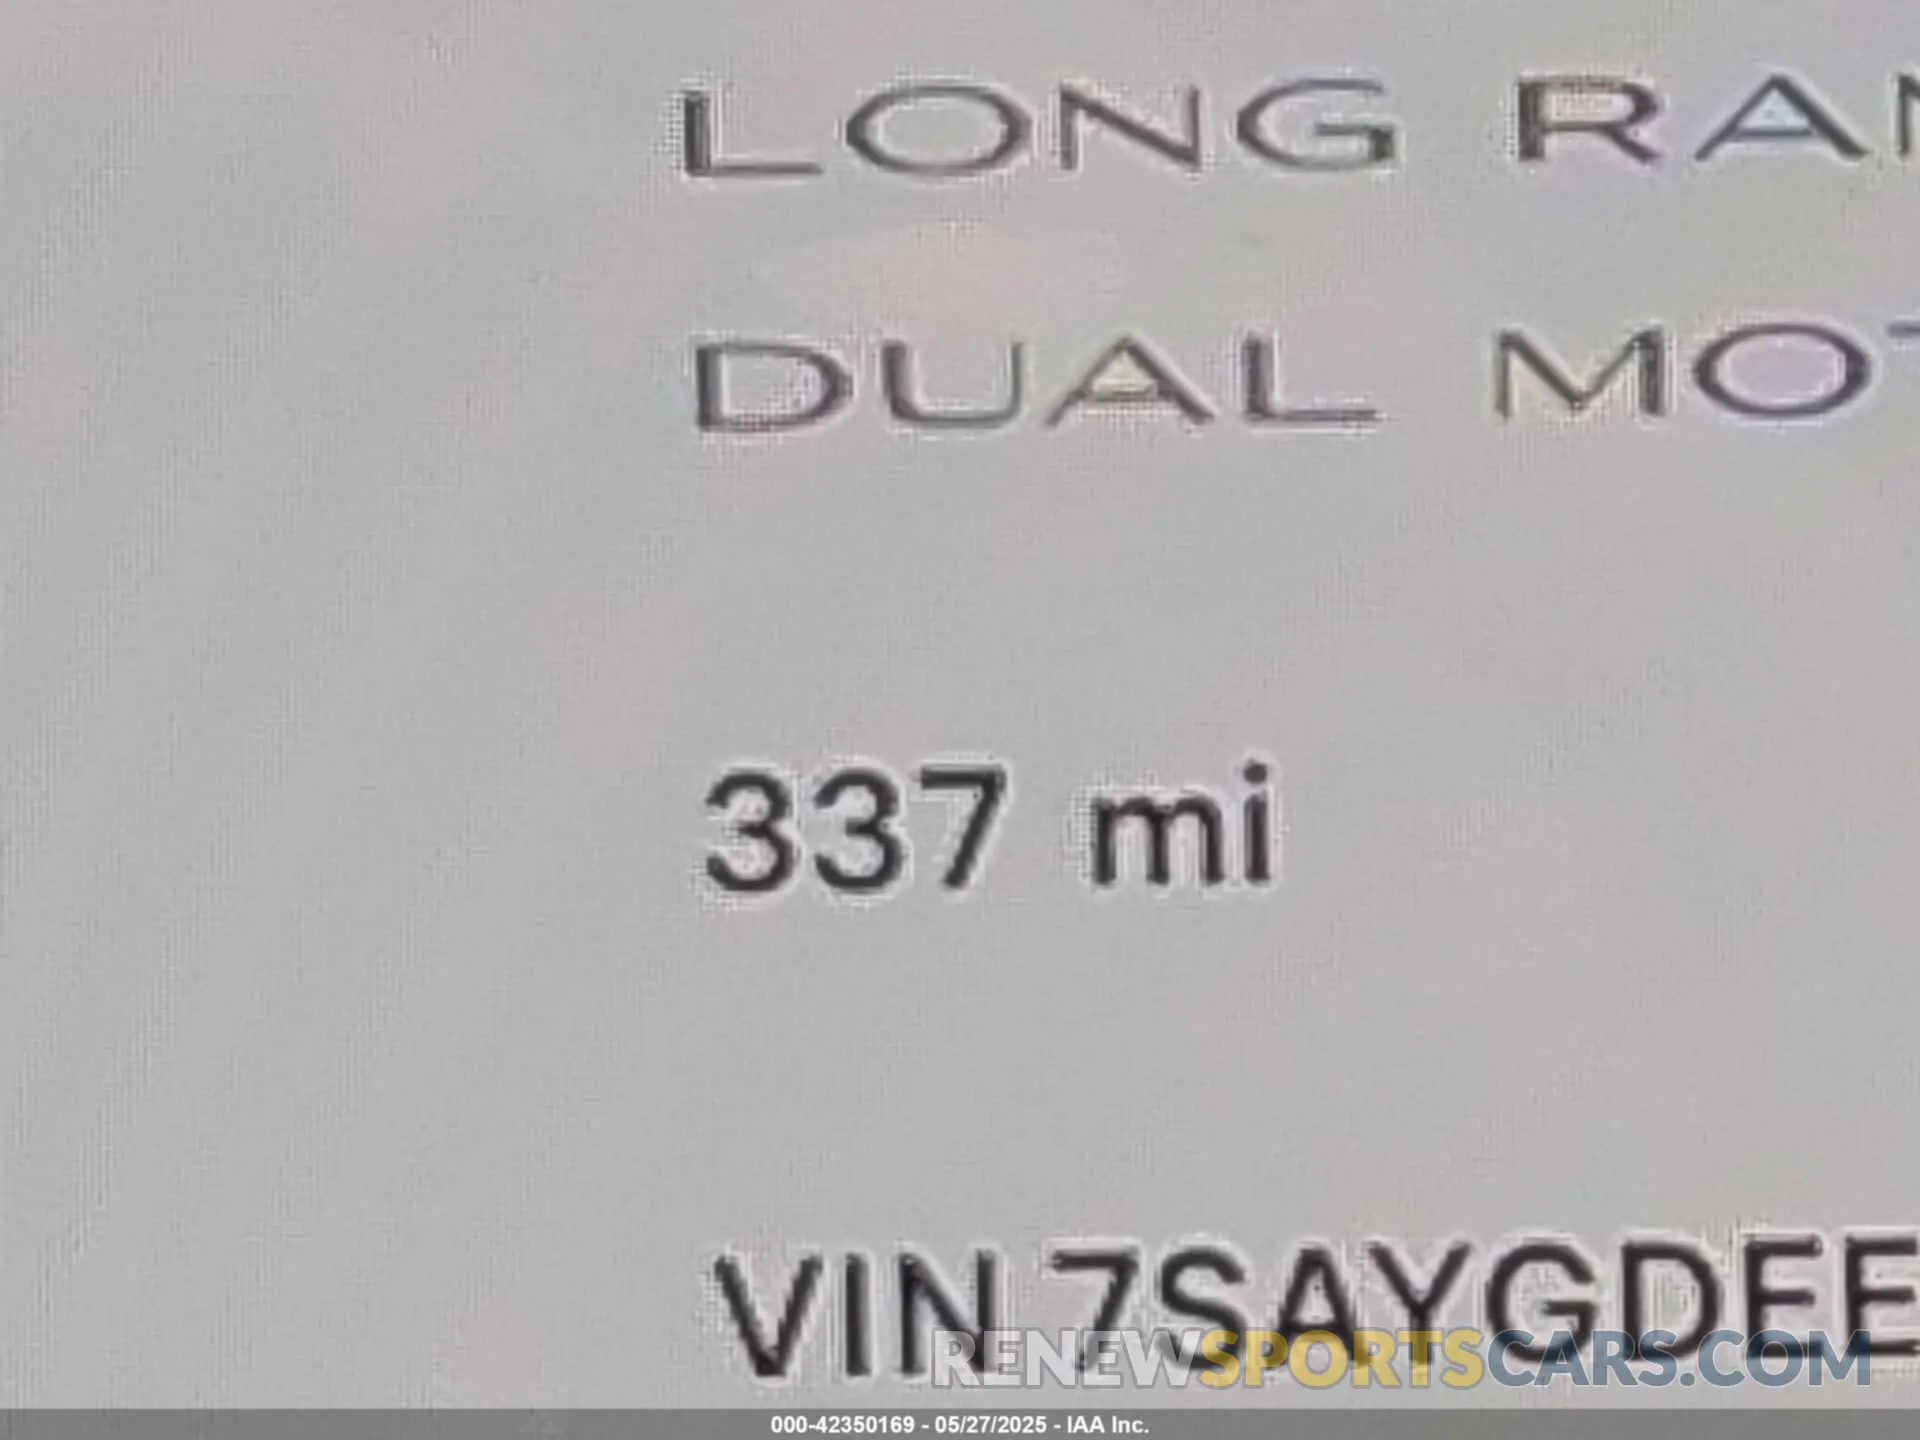 LONG RAN
DUAL MOT
337 mi
VIN 7SAYGDEE
RENEWSPORTSCARS.COM
000-42350169 - 05/27/2025 - IAA Inc.